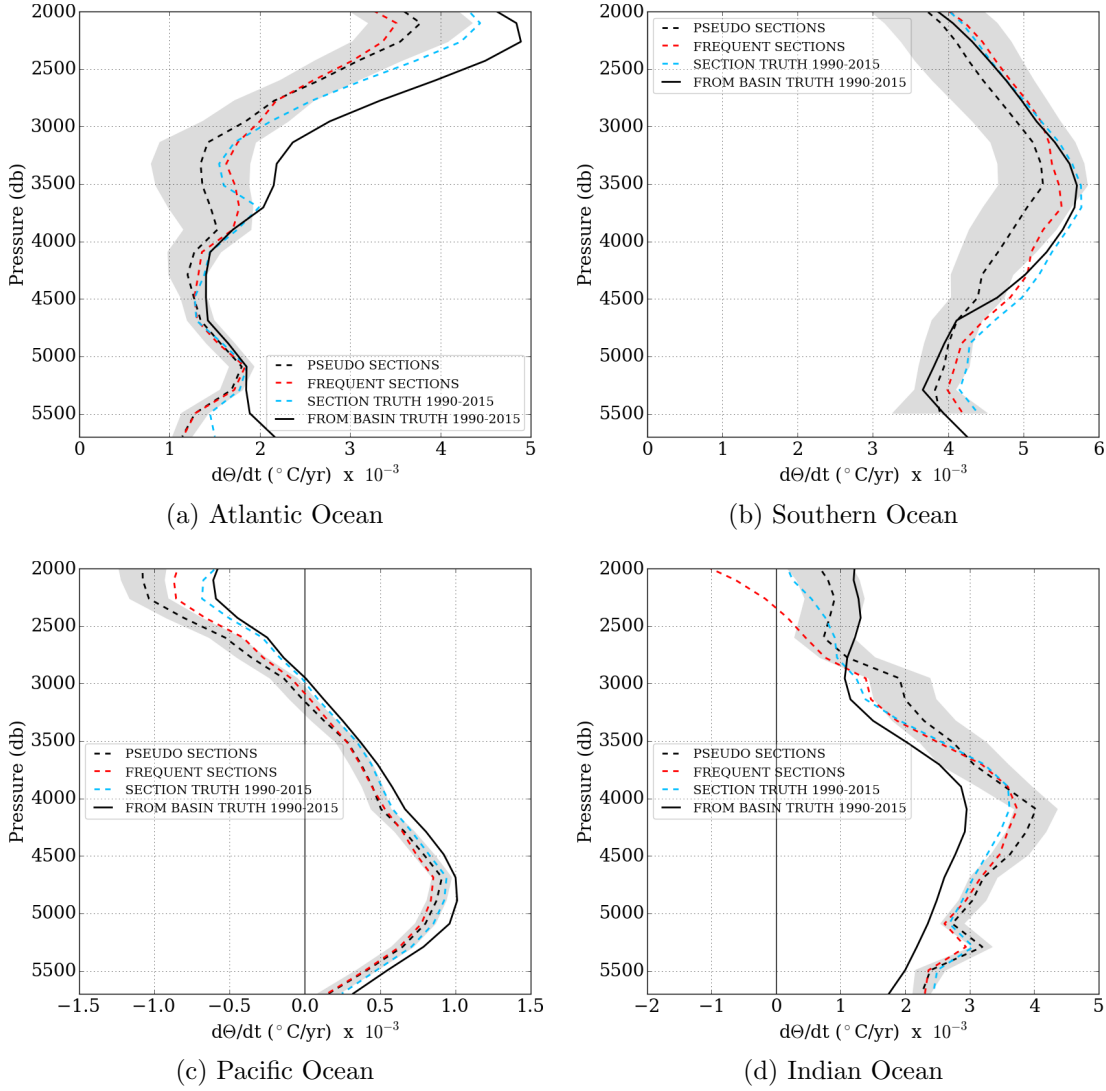 2000
2500
3000
3500
4000
4500
5000
5500
Pressure (db)
PSEUDO SECTIONS
FREQUENT SECTIONS
SECTION TRUTH 1990-2015
FROM BASIN TRUTH 1990-2015
0 1 2 3 4 5
dΘ/dt (°C/yr) x 10⁻³
(a) Atlantic Ocean
2000
2500
3000
3500
4000
4500
5000
5500
Pressure (db)
PSEUDO SECTIONS
FREQUENT SECTIONS
SECTION TRUTH 1990-2015
FROM BASIN TRUTH 1990-2015
0 1 2 3 4 5 6
dΘ/dt (°C/yr) x 10⁻³
(b) Southern Ocean
2000
2500
3000
3500
4000
4500
5000
5500
Pressure (db)
PSEUDO SECTIONS
FREQUENT SECTIONS
SECTION TRUTH 1990-2015
FROM BASIN TRUTH 1990-2015
−1.5 −1.0 −0.5 0.0 0.5 1.0 1.5
dΘ/dt (°C/yr) x 10⁻³
(c) Pacific Ocean
2000
2500
3000
3500
4000
4500
5000
5500
Pressure (db)
PSEUDO SECTIONS
FREQUENT SECTIONS
SECTION TRUTH 1990-2015
FROM BASIN TRUTH 1990-2015
−2 −1 0 1 2 3 4 5
dΘ/dt (°C/yr) x 10⁻³
(d) Indian Ocean